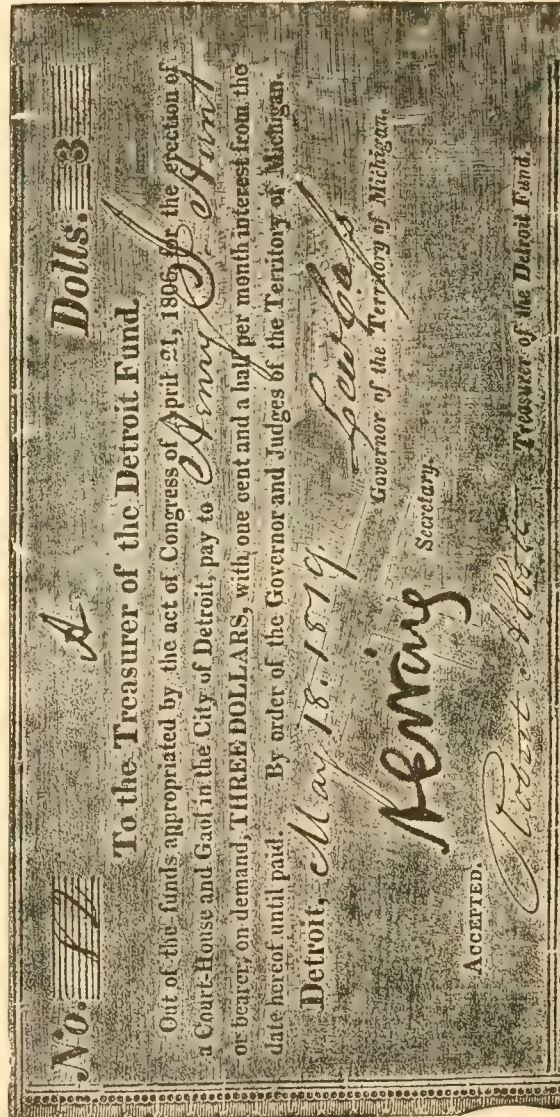 No. A Dolls. 3
To the Treasurer of the Detroit Fund.
Out of the funds appropriated by the act of Congress of April 21, 1806, for the erection of
a Court-House and Gaol in the City of Detroit, pay to Henry J Hunt
or bearer, on demand, THREE DOLLARS, with one cent and a half per month interest from the
date hereof until paid. By order of the Governor and Judges of the Territory of Michigan.
Detroit, May 18. 1819. Lew Cass
Governor of the Territory of Michigan.
Secretary.
ACCEPTED.
Robert Abbott Treasurer of the Detroit Fund.